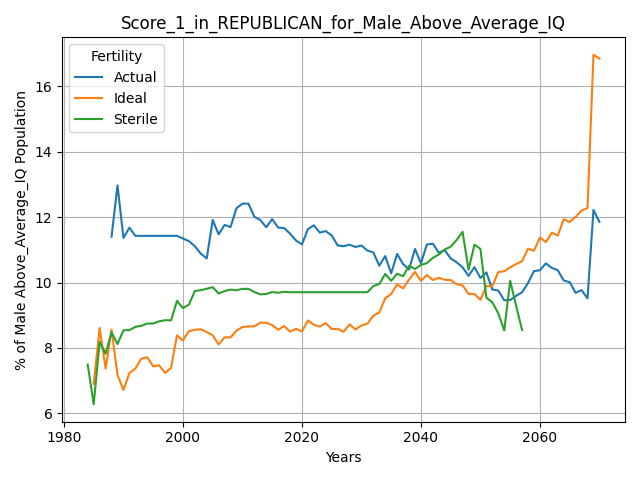 Score_1_in_REPUBLICAN_for_Male_Above_Average_IQ
% of Male Above_Average_IQ Population
Fertility
Actual
Ideal
Sterile
16
14
12
10
8
6
1980
2000
2020
2040
2060
Years